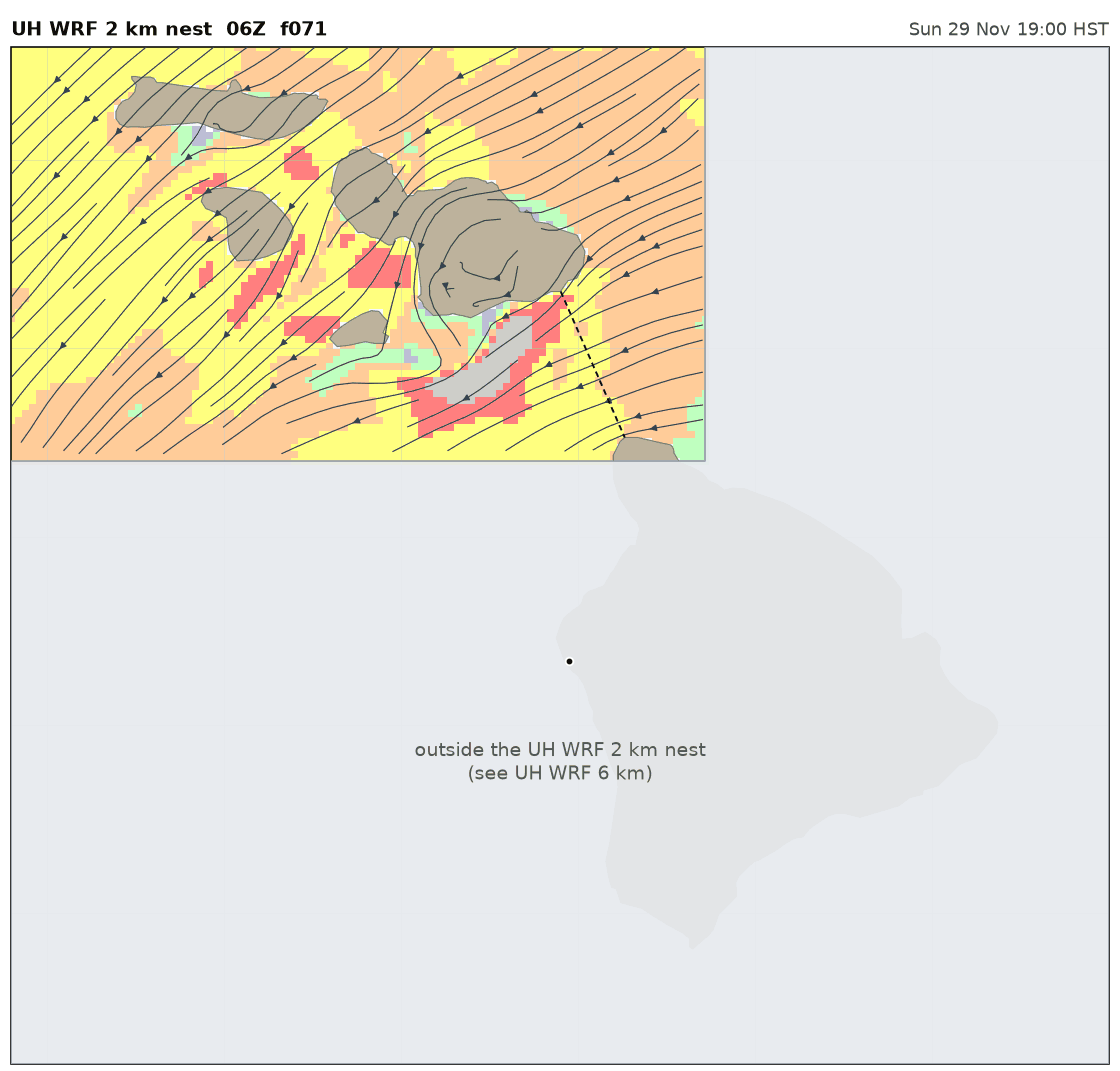 UH WRF 2 km nest  06Z  f071
Sun 29 Nov 19:00 HST
outside the UH WRF 2 km nest
(see UH WRF 6 km)